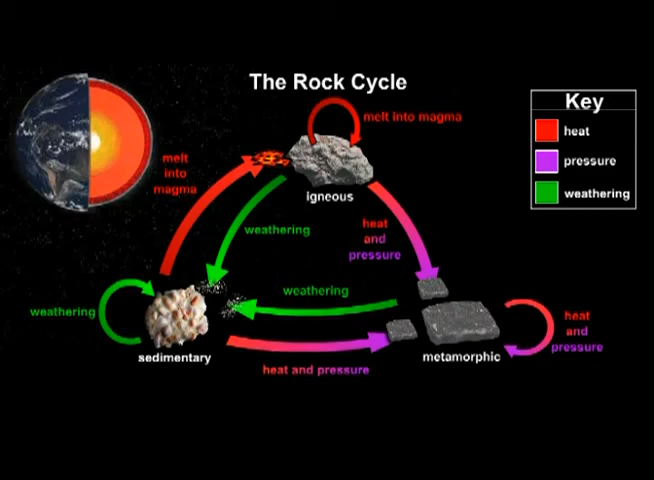 The Rock Cycle
Key
heat
pressure
weathering
melt into magma
melt
into
magma
igneous
weathering
heat
and
pressure
weathering
weathering
heat
and
pressure
sedimentary
metamorphic
heat and pressure